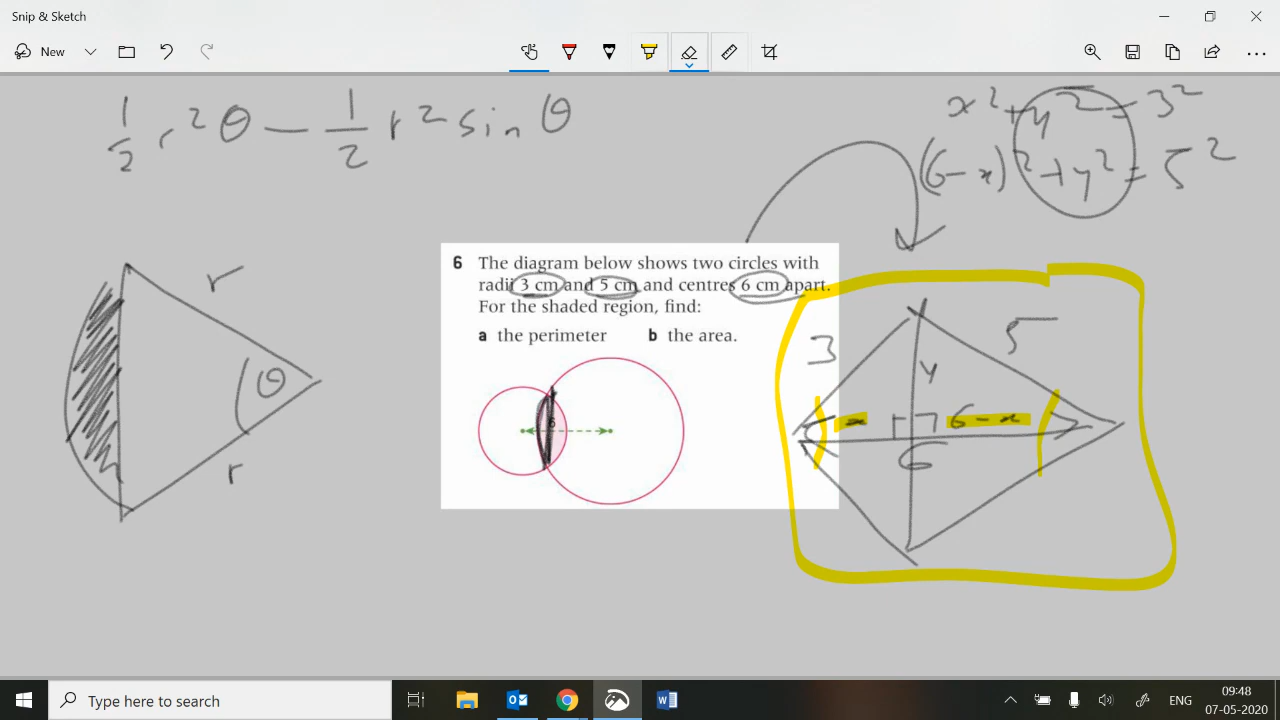 Snip & Sketch
New
1/2 r²θ − 1/2 r² sin θ
x² + y² = 3²
(6−x)² + y² = 5²
r
θ
r
6 The diagram below shows two circles with
radii 3 cm and 5 cm and centres 6 cm apart.
For the shaded region, find:
a the perimeter b the area.
6
3
5
y
x 6−x
6
Type here to search
ENG
09:48
07-05-2020